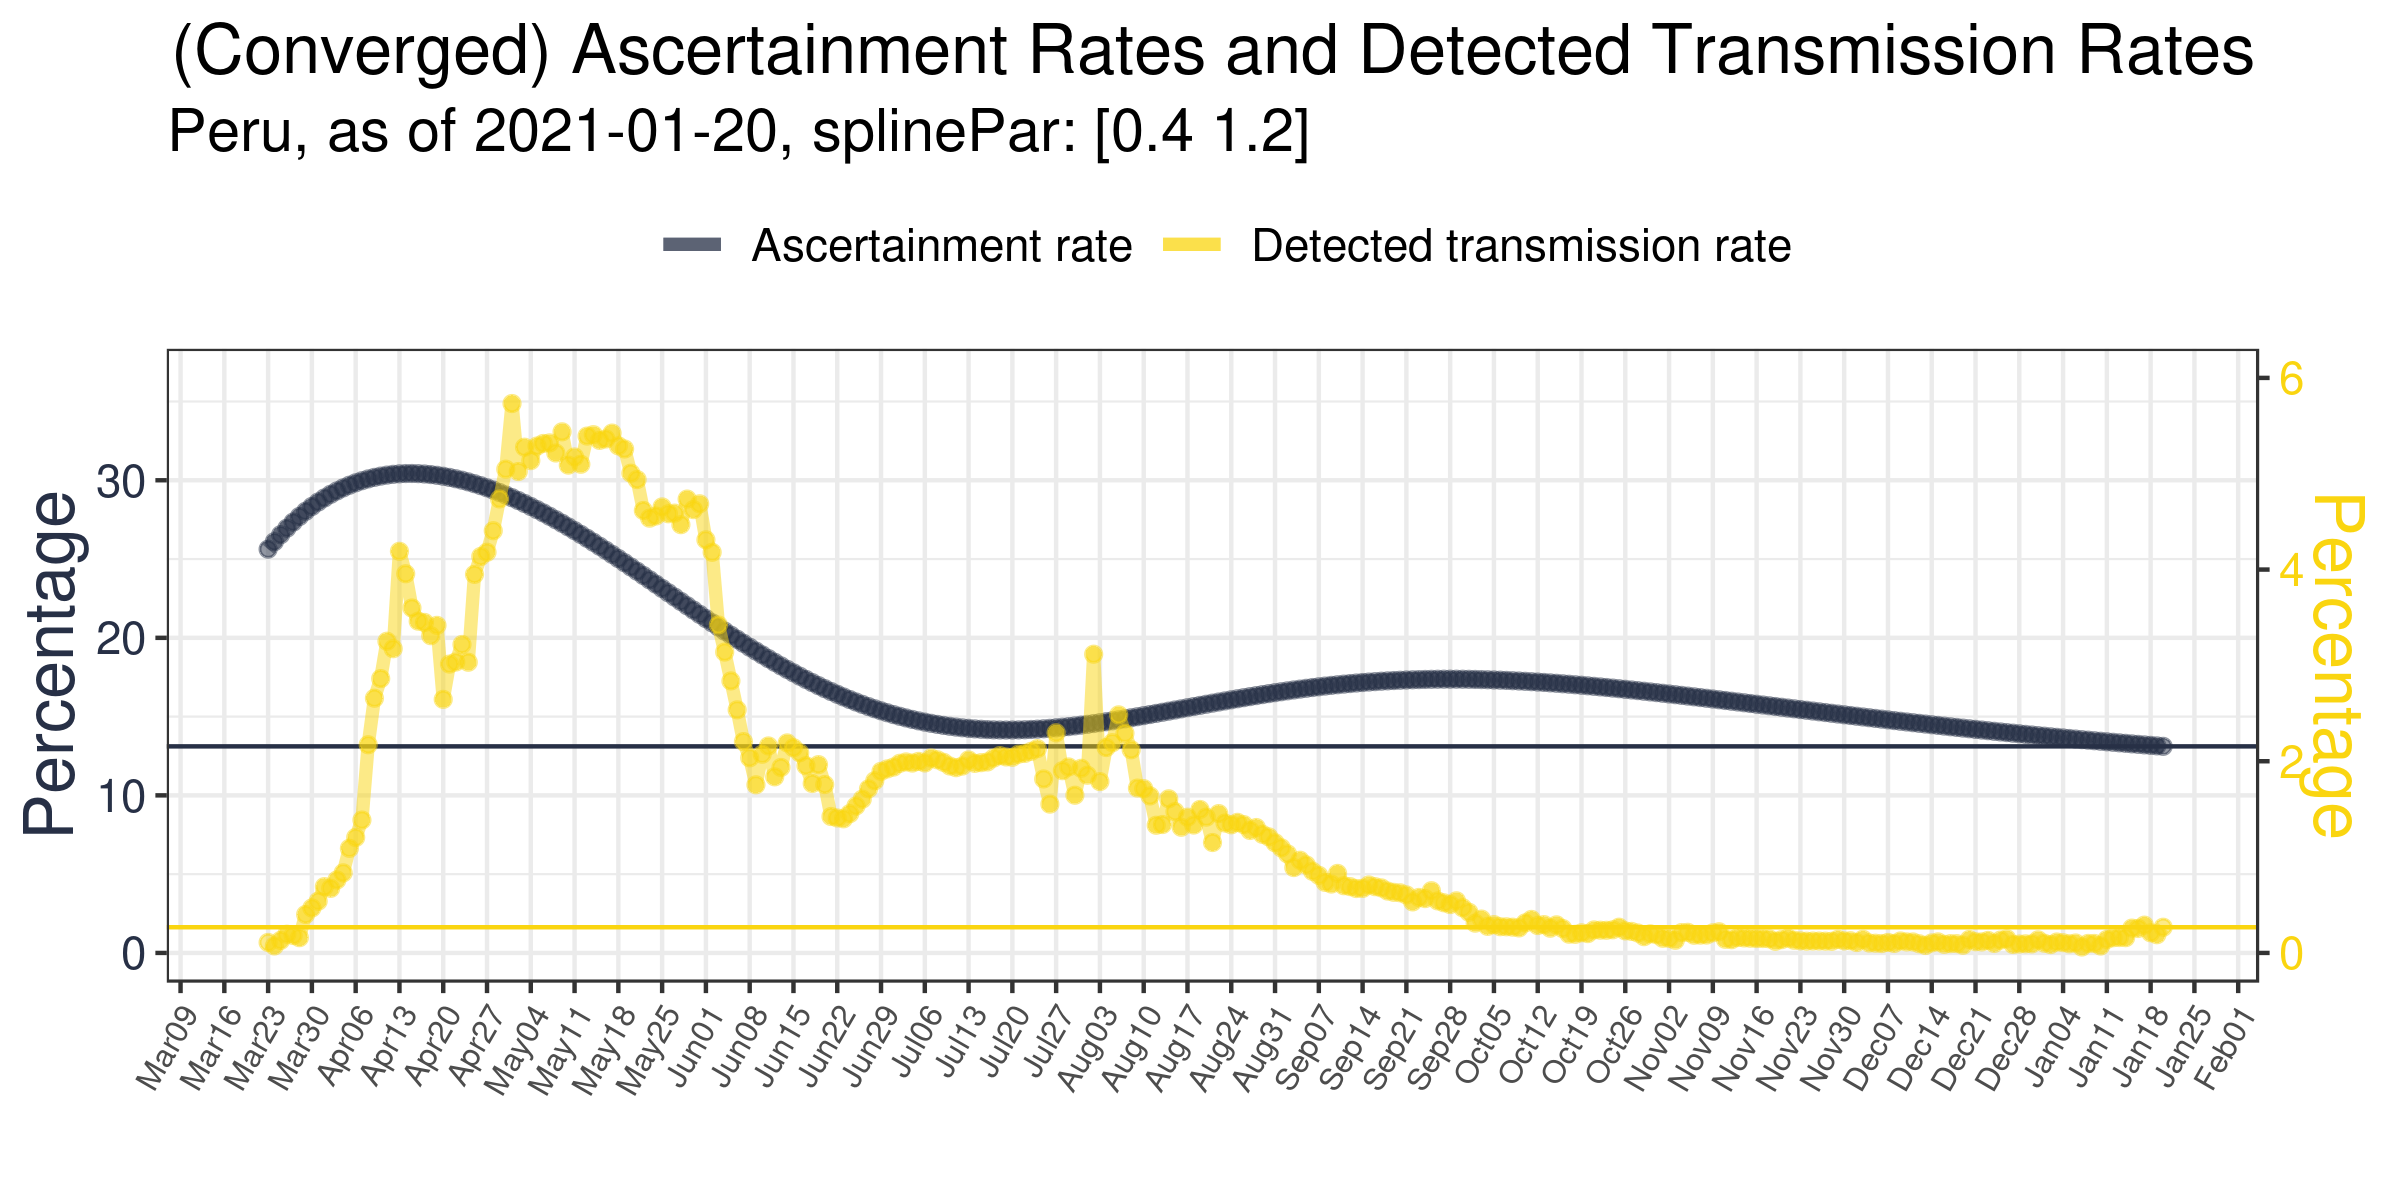 (Converged) Ascertainment Rates and Detected Transmission Rates
Peru, as of 2021-01-20, splinePar: [0.4 1.2]
Ascertainment rate
Detected transmission rate
Percentage
30
20
10
0
6
4
2
0
Percentage
Mar09
Mar16
Mar23
Mar30
Apr06
Apr13
Apr20
Apr27
May04
May11
May18
May25
Jun01
Jun08
Jun15
Jun22
Jun29
Jul06
Jul13
Jul20
Jul27
Aug03
Aug10
Aug17
Aug24
Aug31
Sep07
Sep14
Sep21
Sep28
Oct05
Oct12
Oct19
Oct26
Nov02
Nov09
Nov16
Nov23
Nov30
Dec07
Dec14
Dec21
Dec28
Jan04
Jan11
Jan18
Jan25
Feb01